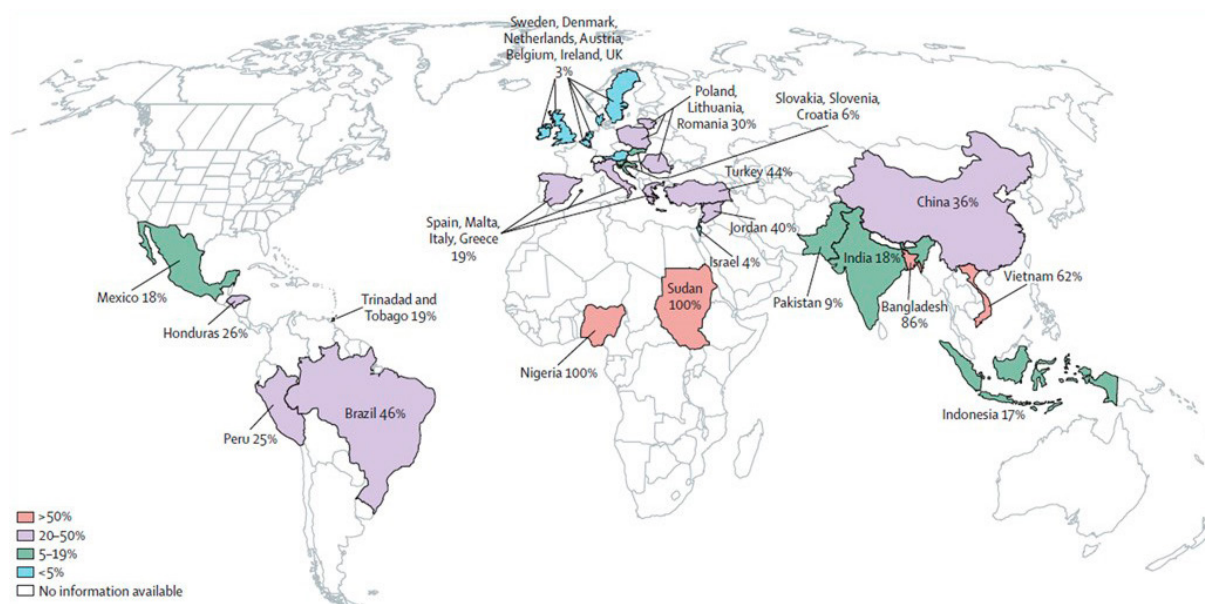 Sweden, Denmark,
Netherlands, Austria,
Belgium, Ireland, UK
3%
Poland,
Lithuania,
Romania 30%
Slovakia, Slovenia,
Croatia 6%
Turkey 44%
China 36%
Spain, Malta,
Italy, Greece
19%
Jordan 40%
Israel 4%
India 18%
Pakistan 9%
Bangladesh
86%
Vietnam 62%
Mexico 18%
Trinadad and
Tobago 19%
Honduras 26%
Sudan
100%
Nigeria 100%
Peru 25%
Brazil 46%
Indonesia 17%
>50%
20–50%
5–19%
<5%
No information available